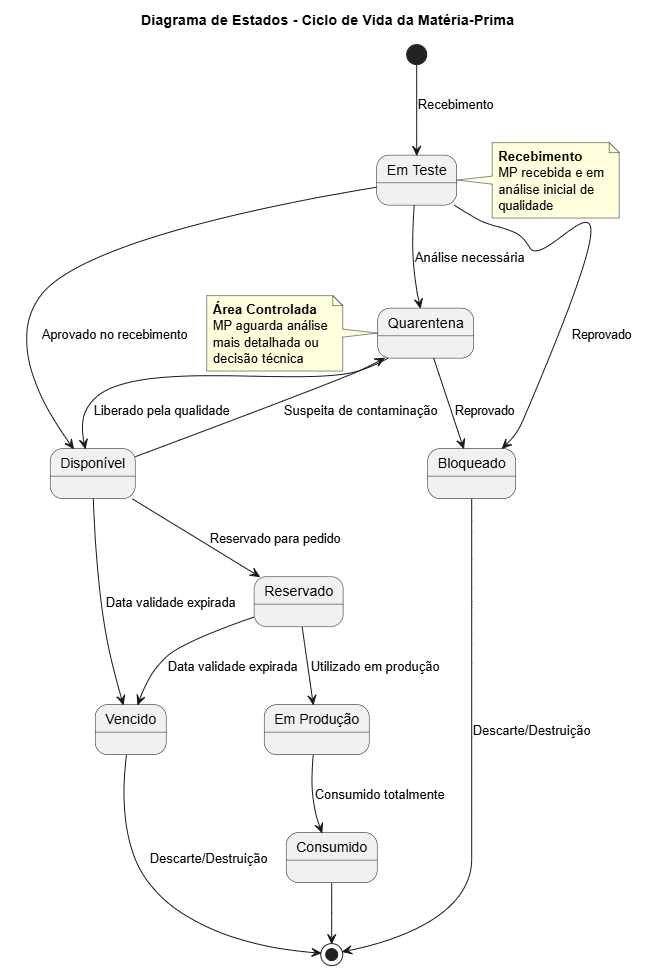 Diagrama de Estados - Ciclo de Vida da Matéria-Prima
Recebimento
Em Teste
Recebimento
MP recebida e em
análise inicial de
qualidade
Análise necessária
Área Controlada
MP aguarda análise
mais detalhada ou
decisão técnica
Quarentena
Aprovado no recebimento
Reprovado
Liberado pela qualidade
Suspeita de contaminação
Reprovado
Disponível
Bloqueado
Reservado para pedido
Reservado
Data validade expirada
Data validade expirada
Utilizado em produção
Vencido
Em Produção
Descarte/Destruição
Consumido totalmente
Consumido
Descarte/Destruição